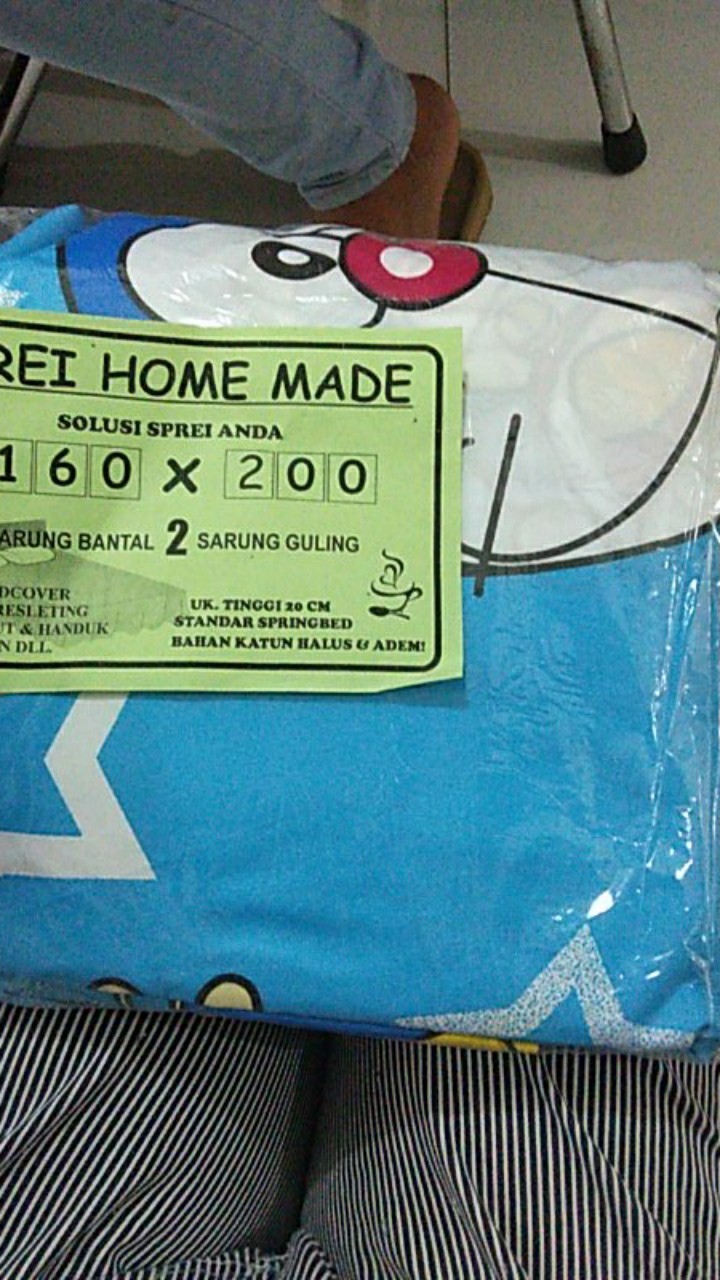 REI HOME MADE
SOLUSI SPREI ANDA
160 X 200
ARUNG BANTAL 2 SARUNG GULING
DCOVER
RESLETING
UT & HANDUK
N DLL.
UK. TINGGI 20 CM
STANDAR SPRINGBED
BAHAN KATUN HALUS & ADEM!